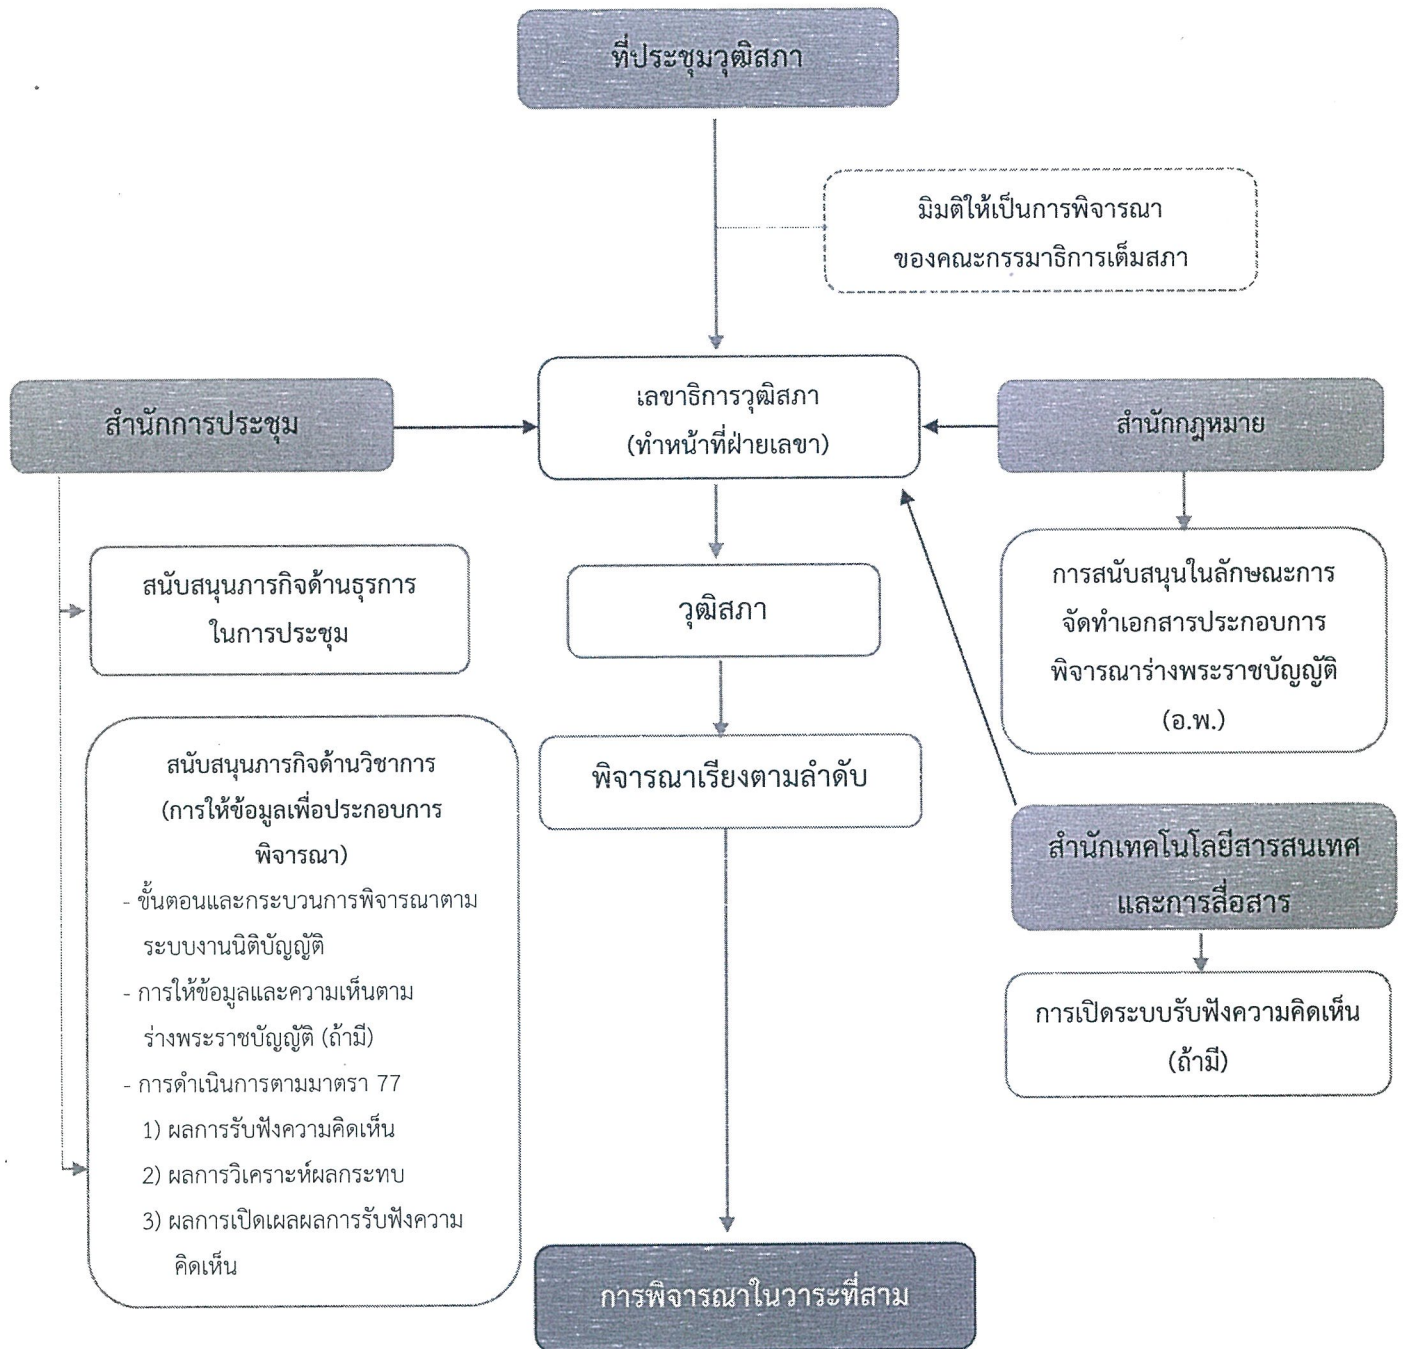 ที่ประชุมวุฒิสภา
มีมติให้เป็นการพิจารณา
ของคณะกรรมาธิการเต็มสภา
สำนักการประชุม
เลขาธิการวุฒิสภา
(ทำหน้าที่ฝ่ายเลขา)
สำนักกฎหมาย
สนับสนุนภารกิจด้านธุรการ
ในการประชุม
วุฒิสภา
การสนับสนุนในลักษณะการ
จัดทำเอกสารประกอบการ
พิจารณาร่างพระราชบัญญัติ
(อ.พ.)
สนับสนุนภารกิจด้านวิชาการ
(การให้ข้อมูลเพื่อประกอบการ
พิจารณา)
- ขั้นตอนและกระบวนการพิจารณาตาม
ระบบงานนิติบัญญัติ
- การให้ข้อมูลและความเห็นตาม
ร่างพระราชบัญญัติ (ถ้ามี)
- การดำเนินการตามมาตรา 77
1) ผลการรับฟังความคิดเห็น
2) ผลการวิเคราะห์ผลกระทบ
3) ผลการเปิดเผลผลการรับฟังความ
คิดเห็น
พิจารณาเรียงตามลำดับ
สำนักเทคโนโลยีสารสนเทศ
และการสื่อสาร
การเปิดระบบรับฟังความคิดเห็น
(ถ้ามี)
การพิจารณาในวาระที่สาม